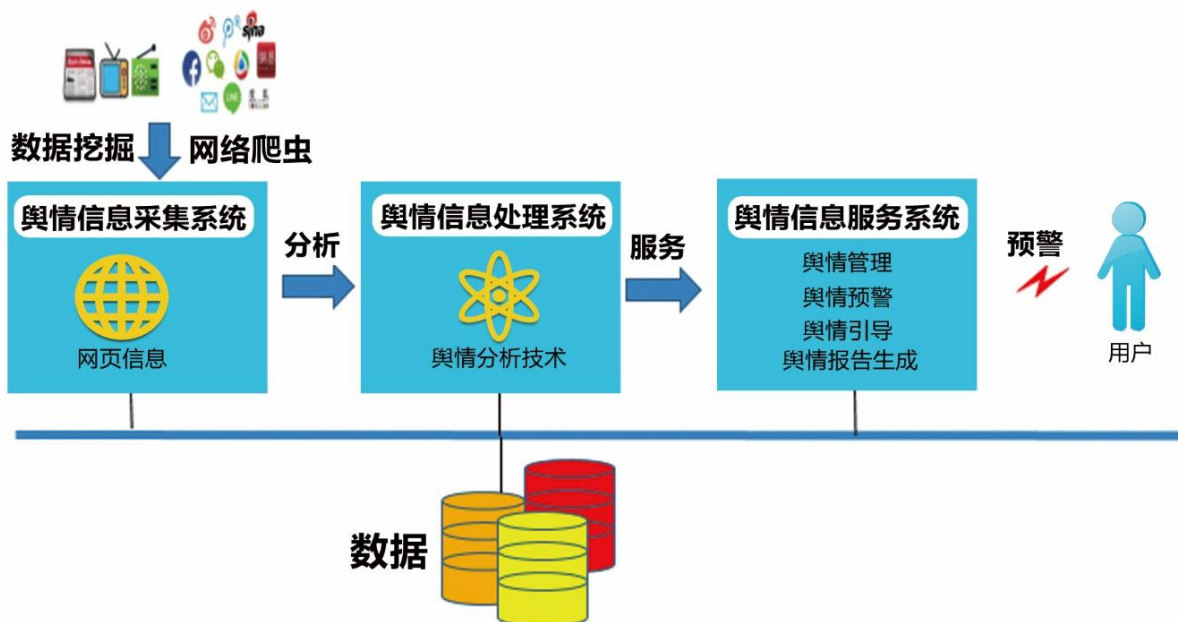 sina
LINE
数据挖掘
网络爬虫
舆情信息采集系统
网页信息
分析
舆情信息处理系统
舆情分析技术
服务
舆情信息服务系统
舆情管理
舆情预警
舆情引导
舆情报告生成
预警
用户
数据